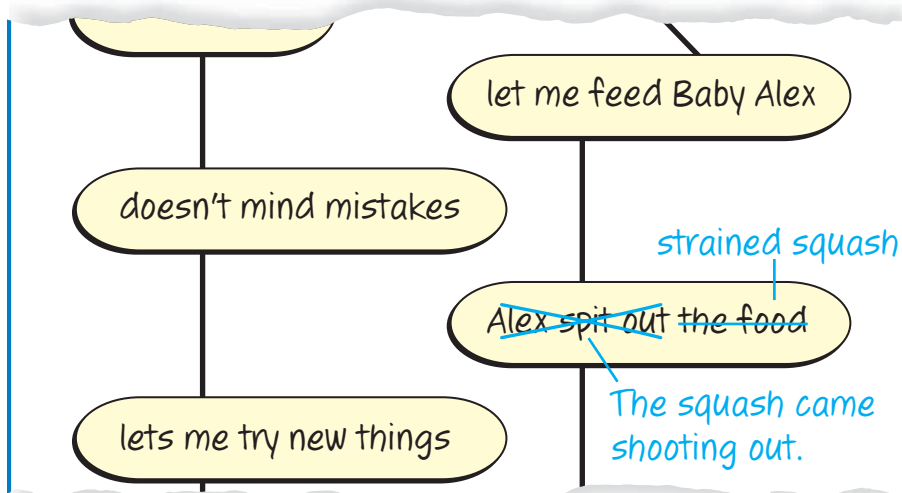 let me feed Baby Alex
doesn't mind mistakes
strained squash
Alex spit out the food
The squash came
shooting out.
lets me try new things